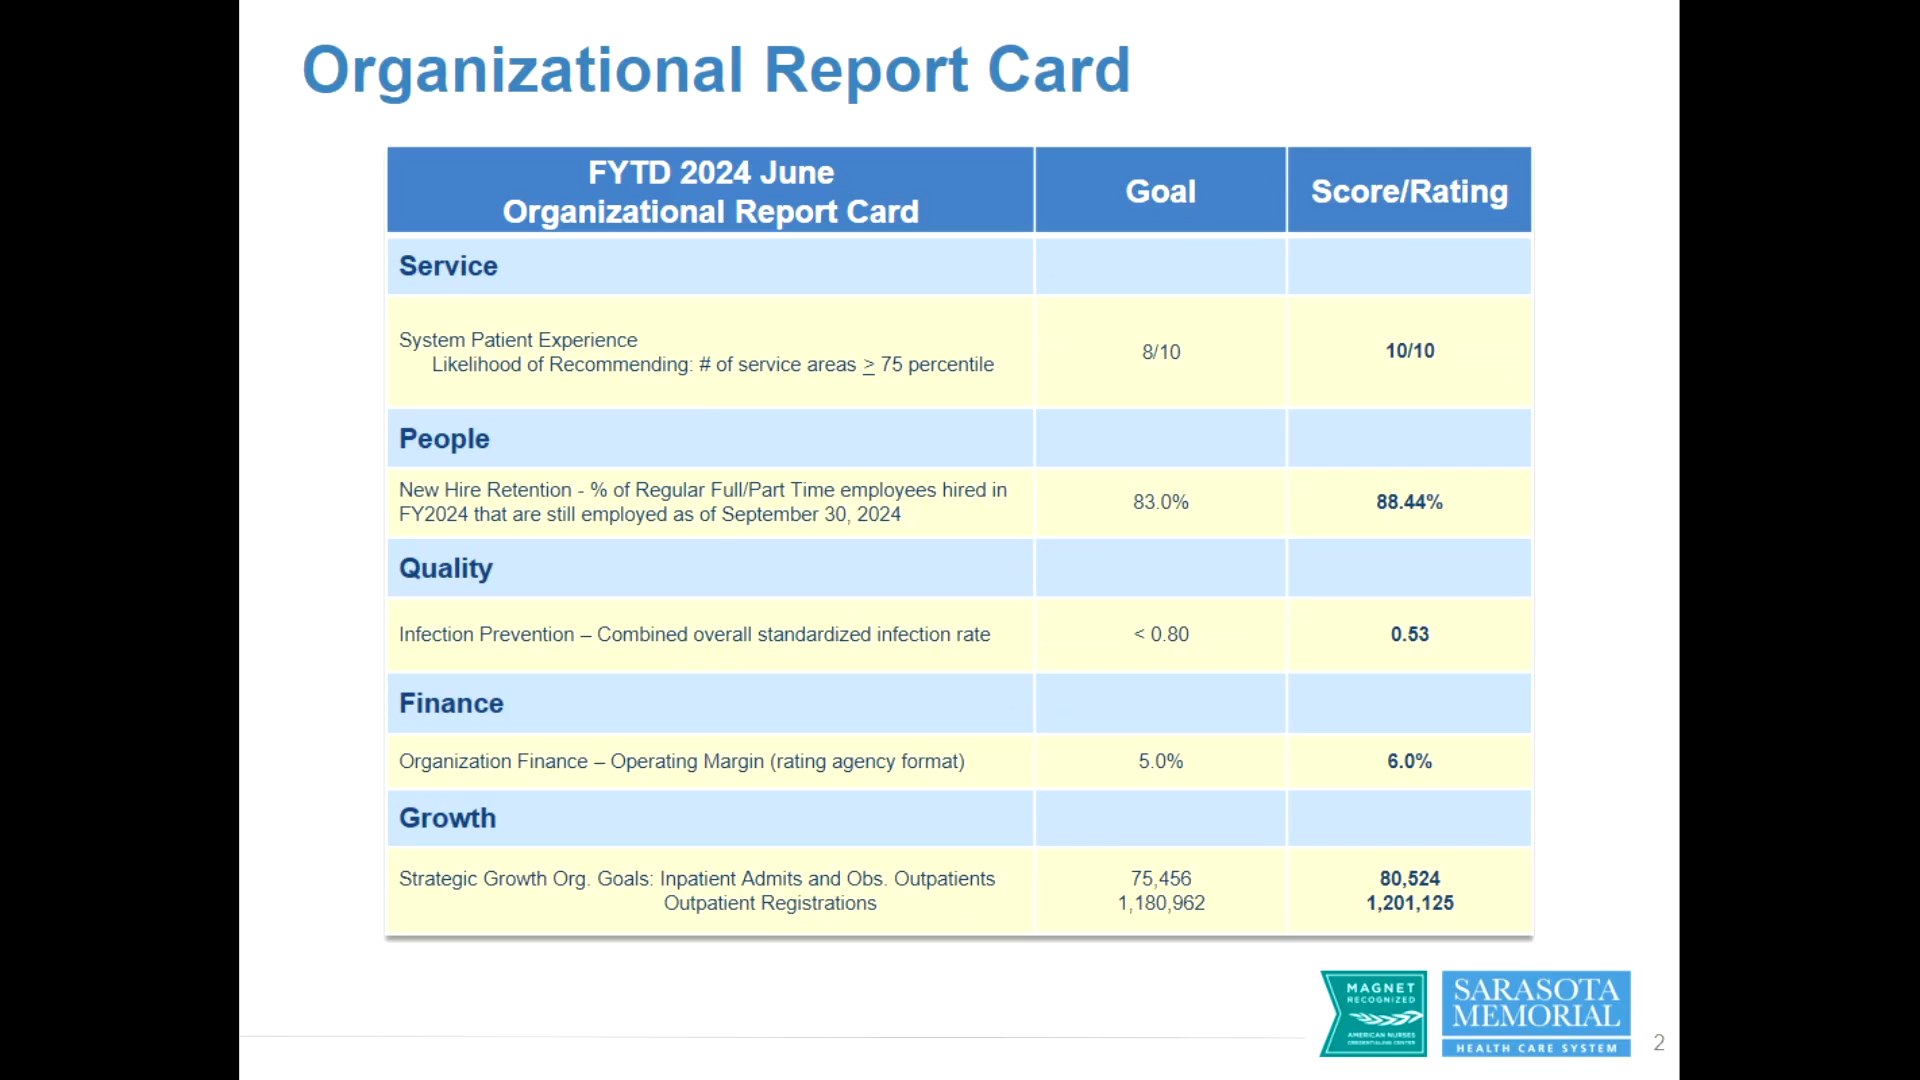 Organizational Report Card
FYTD 2024 June
Organizational Report Card
Goal
Score/Rating
Service
System Patient Experience
Likelihood of Recommending: # of service areas ≥ 75 percentile
8/10
10/10
People
New Hire Retention - % of Regular Full/Part Time employees hired in
FY2024 that are still employed as of September 30, 2024
83.0%
88.44%
Quality
Infection Prevention – Combined overall standardized infection rate
< 0.80
0.53
Finance
Organization Finance – Operating Margin (rating agency format)
5.0%
6.0%
Growth
Strategic Growth Org. Goals: Inpatient Admits and Obs. Outpatients
Outpatient Registrations
75,456
1,180,962
80,524
1,201,125
MAGNET
RECOGNIZED
AMERICAN NURSES
CREDENTIALING CENTER
SARASOTA
MEMORIAL
HEALTH CARE SYSTEM
2